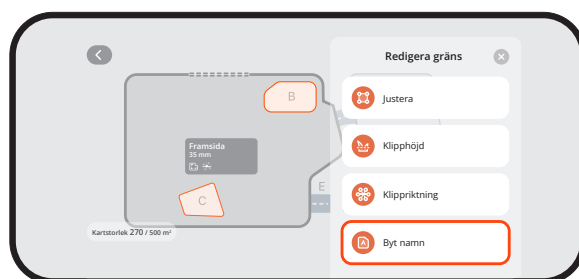 Redigera gräns
B
Justera
Framsida
35 mm
Klipphöjd
E
C
Klippriktning
Kartstorlek 270 / 500 m²
Byt namn